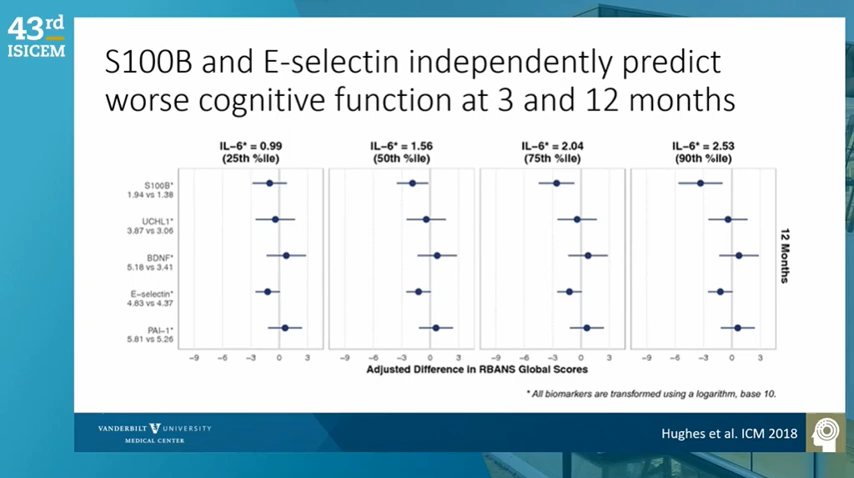 43rd
ISICEM
S100B and E-selectin independently predict
worse cognitive function at 3 and 12 months
IL-6* = 0.99
(25th %ile)
IL-6* = 1.56
(50th %ile)
IL-6* = 2.04
(75th %ile)
IL-6* = 2.53
(90th %ile)
S100B*
1.94 vs 1.38
UCHL1*
3.87 vs 3.06
BDNF*
5.18 vs 3.41
E-selectin*
4.83 vs 4.37
PAI-1*
5.81 vs 5.26
12 Months
-9 -6 -3 0 3
-9 -6 -3 0 3
-9 -6 -3 0 3
-9 -6 -3 0 3
Adjusted Difference in RBANS Global Scores
* All biomarkers are transformed using a logarithm, base 10.
VANDERBILT V UNIVERSITY
MEDICAL CENTER
Hughes et al. ICM 2018